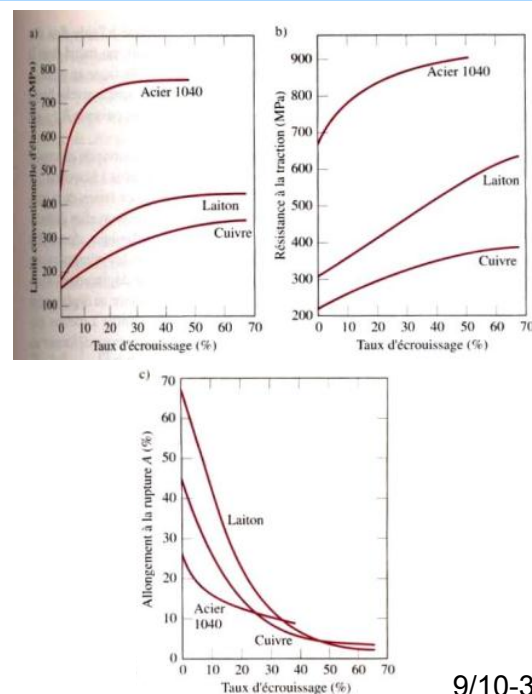 a)
Limite conventionnelle d'élasticité (MPa)
800
700
600
500
400
300
200
100
Acier 1040
Laiton
Cuivre
0 10 20 30 40 50 60 70
Taux d'écrouissage (%)
b)
Résistance à la traction (MPa)
900
800
700
600
500
400
300
200
Acier 1040
Laiton
Cuivre
0 10 20 30 40 50 60 70
Taux d'écrouissage (%)
c)
Allongement à la rupture A (%)
70
60
50
40
30
20
10
0
Laiton
Acier
1040
Cuivre
0 10 20 30 40 50 60 70
Taux d'écrouissage (%)
9/10-3